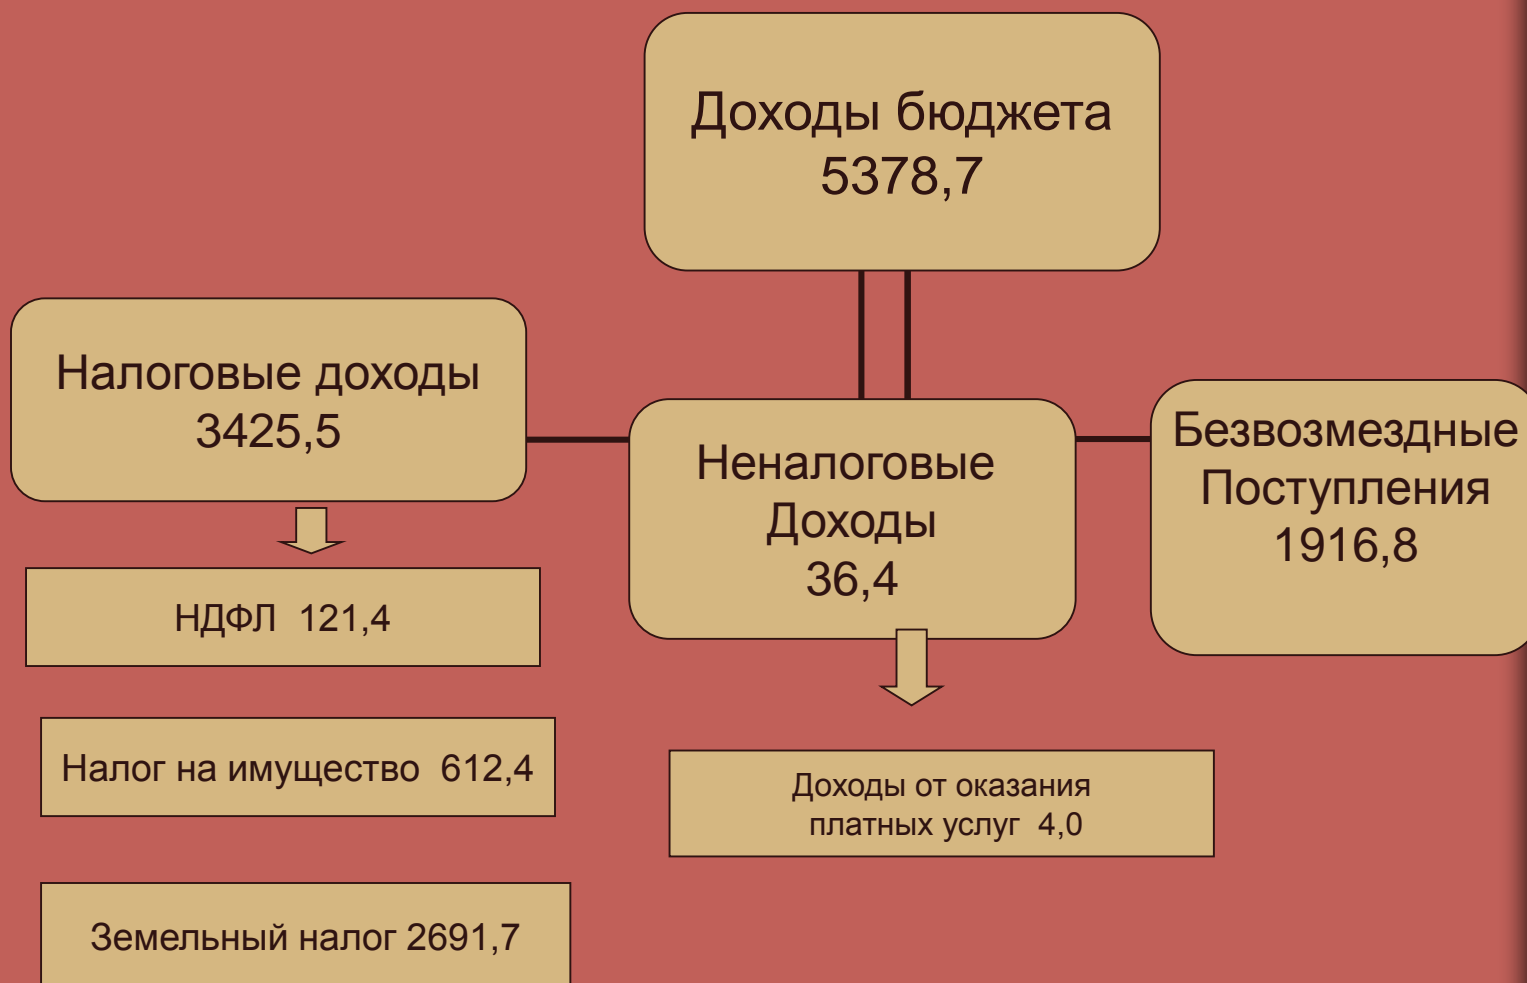 Доходы бюджета
5378,7
Налоговые доходы
3425,5
Неналоговые
Доходы
36,4
Безвозмездные
Поступления
1916,8
НДФЛ 121,4
Налог на имущество 612,4
Земельный налог 2691,7
Доходы от оказания
платных услуг 4,0